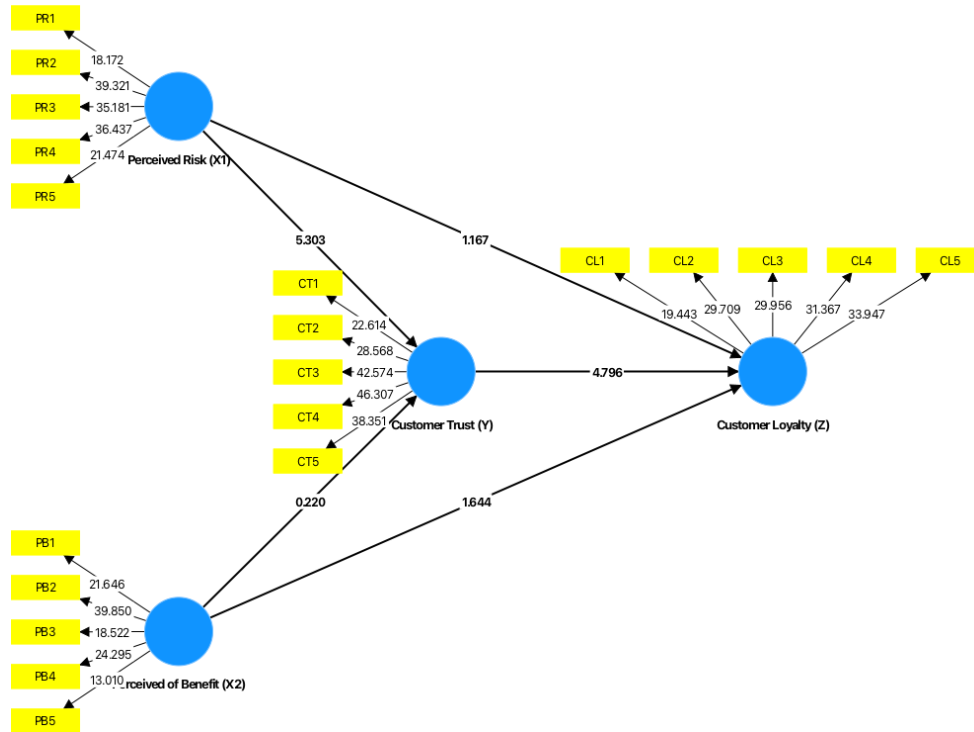 PR1
18.172
PR2
39.321
PR3
35.181
PR4
36.437
PR5
21.474
Perceived Risk (X1)
5.303
1.167
CL1
CL2
CL3
CL4
CL5
19.443
29.709
29.956
31.367
33.947
CT1
22.614
CT2
28.568
CT3
42.574
CT4
46.307
CT5
38.351
Customer Trust (Y)
4.796
Customer Loyalty (Z)
0.220
1.644
PB1
21.646
PB2
39.850
PB3
18.522
PB4
24.295
PB5
13.010
rceived of Benefit (X2)